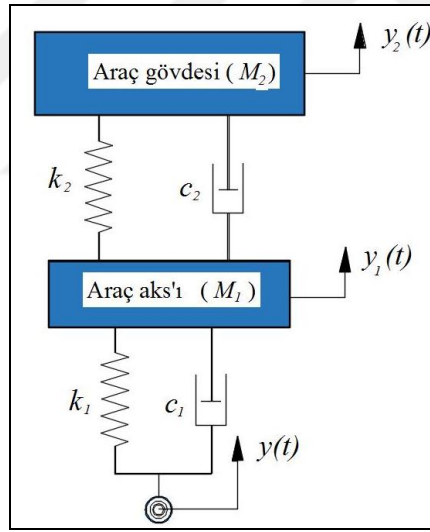 y₂(t)
Araç gövdesi ( M₂)
k₂
c₂
y₁(t)
Araç aks'ı ( M₁ )
k₁
c₁
y(t)